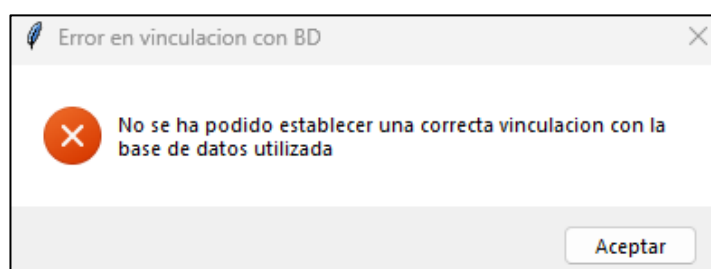 Error en vinculacion con BD
No se ha podido establecer una correcta vinculacion con la
base de datos utilizada
Aceptar